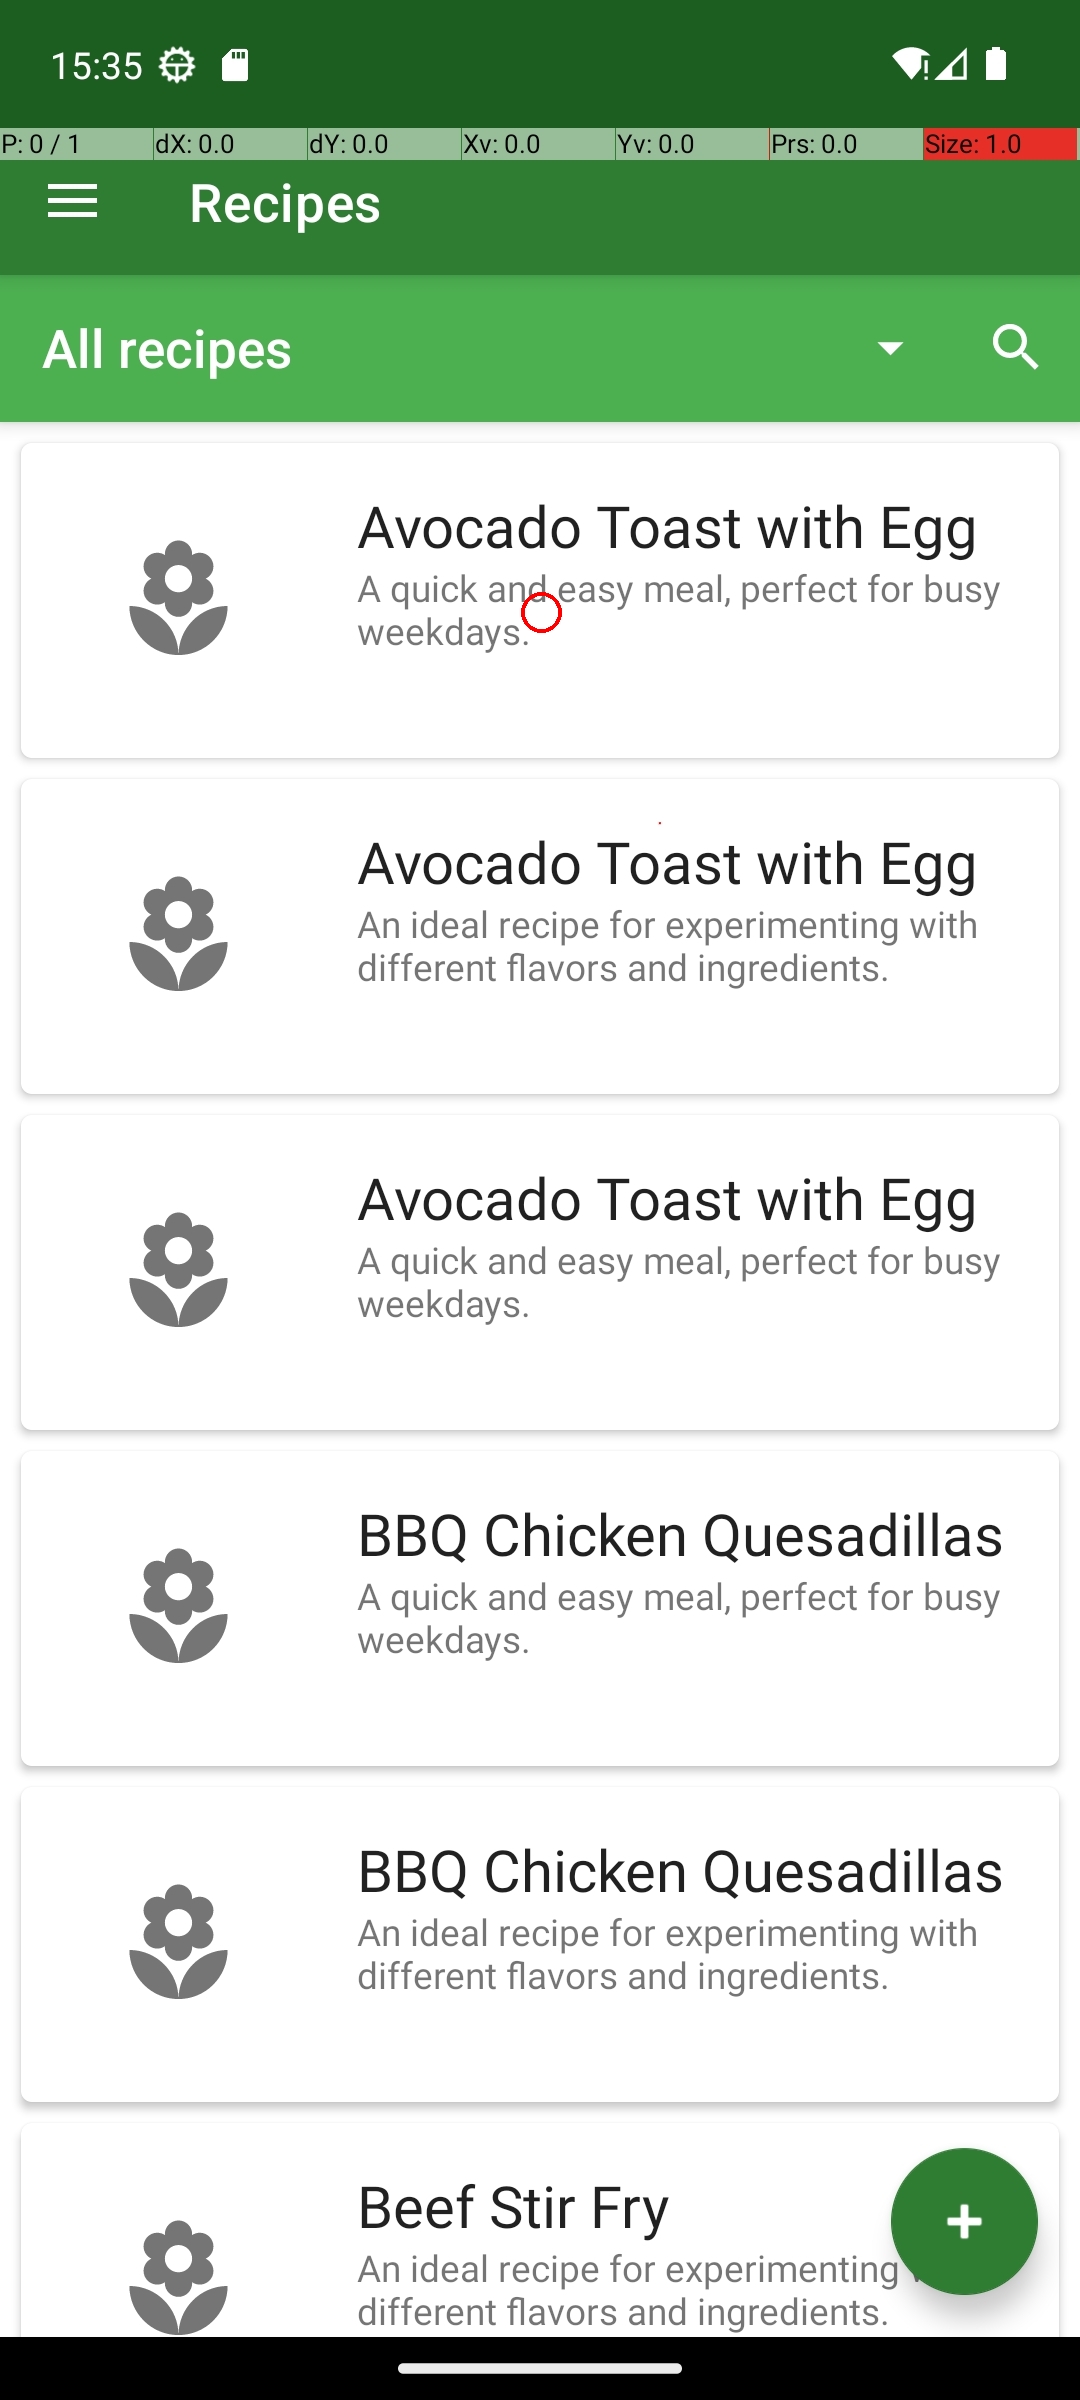 15:35
P: 0 / 1 dX: 0.0 dY: 0.0 Xv: 0.0 Yv: 0.0 Prs: 0.0 Size: 1.0
Recipes
All recipes
Avocado Toast with Egg
A quick and easy meal, perfect for busy
weekdays.
Avocado Toast with Egg
An ideal recipe for experimenting with
different flavors and ingredients.
Avocado Toast with Egg
A quick and easy meal, perfect for busy
weekdays.
BBQ Chicken Quesadillas
A quick and easy meal, perfect for busy
weekdays.
BBQ Chicken Quesadillas
An ideal recipe for experimenting with
different flavors and ingredients.
Beef Stir Fry
An ideal recipe for experimenting
different flavors and ingredients.